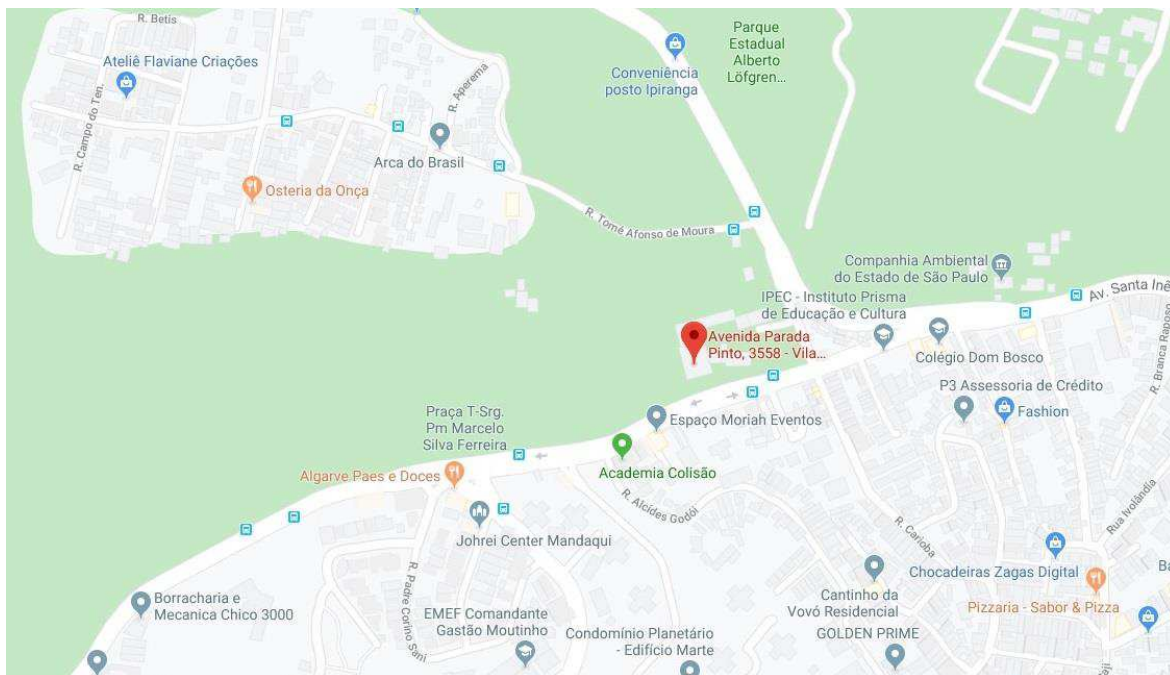 R. Betis
Parque
Estadual
Alberto
Löfgren...
Ateliê Flaviane Criações
Conveniência
posto Ipiranga
R. Campo do Ten.
R. Aperema
Arca do Brasil
Osteria da Onça
R. Tomé Afonso de Moura
Companhia Ambiental
do Estado de São Paulo
Av. Santa Inê
IPEC - Instituto Prisma
de Educação e Cultura
R. Branca Raposo
Avenida Parada
Pinto, 3558 - Vila...
Colégio Dom Bosco
P3 Assessoria de Crédito
Fashion
Praça T-Srg.
Pm Marcelo
Silva Ferreira
Espaço Moriah Eventos
Algarve Paes e Doces
Academia Colisão
R. Alcides Godói
Rua Ivolândia
R. Carioba
Johrei Center Mandaqui
Chocadeiras Zagas Digital
Ba
R. Padre Corino Sani
Borracharia e
Mecanica Chico 3000
Cantinho da
Vovó Residencial
Pizzaria - Sabor & Pizza
EMEF Comandante
Gastão Moutinho
Condomínio Planetário
- Edifício Marte
GOLDEN PRIME